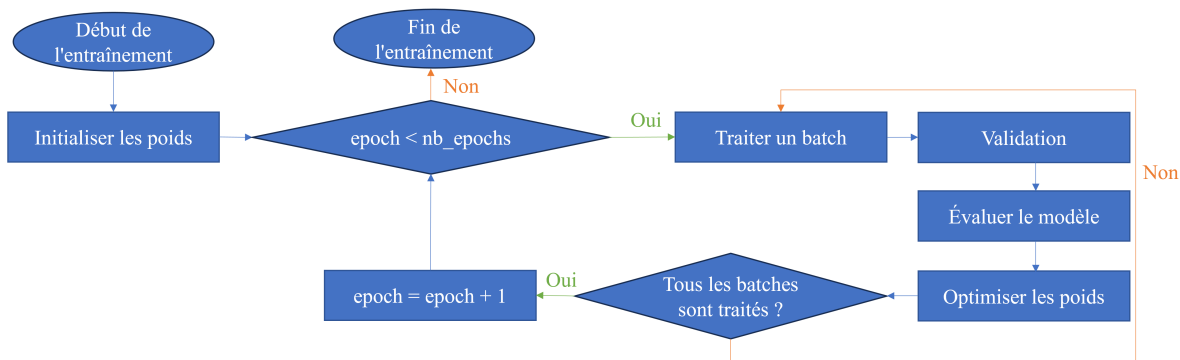 Début de
l'entraînement
Fin de
l'entraînement
Non
Initialiser les poids
epoch < nb_epochs
Oui
Traiter un batch
Validation
Non
Évaluer le modèle
Tous les batches
sont traités ?
Oui
epoch = epoch + 1
Optimiser les poids